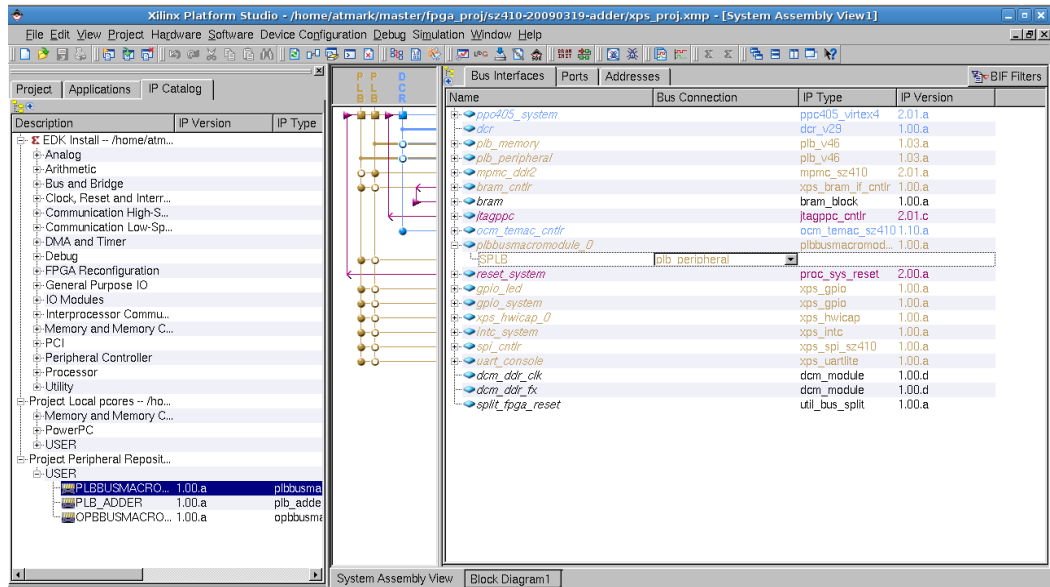 Xilinx Platform Studio - /home/atmark/master/fpga_proj/sz410-20090319-adder/xps_proj.xmp - [System Assembly View1]
File Edit View Project Hardware Software Device Configuration Debug Simulation Window Help
Project Applications IP Catalog
Description IP Version IP Type
EDK Install -- /home/atm...
Analog
Arithmetic
Bus and Bridge
Clock, Reset and Interr...
Communication High-S...
Communication Low-Sp...
DMA and Timer
Debug
FPGA Reconfiguration
General Purpose IO
IO Modules
Interprocessor Commu...
Memory and Memory C...
PCI
Peripheral Controller
Processor
Utility
Project Local pcores -- /ho...
Memory and Memory C...
PowerPC
USER
Project Peripheral Reposit...
USER
PLBBUSMACRO... 1.00.a plbbusma
PLB_ADDER 1.00.a plb_adde
OPBBUSMACRO... 1.00.a opbbusma
P P D
L L C
B B R
Bus Interfaces Ports Addresses BIF Filters
Name Bus Connection IP Type IP Version
ppc405_system ppc405_virtex4 2.01.a
dcr dcr_v29 1.00.a
plb_memory plb_v46 1.03.a
plb_peripheral plb_v46 1.03.a
mpmc_ddr2 mpmc_sz410 2.01.a
bram_cntlr xps_bram_if_cntlr 1.00.a
bram bram_block 1.00.a
jtagppc jtagppc_cntlr 2.01.c
ocm_temac_cntlr ocm_temac_sz410 1.10.a
plbbusmacromodule_0 plbbusmacromod... 1.00.a
SPLB plb_peripheral
reset_system proc_sys_reset 2.00.a
gpio_led xps_gpio 1.00.a
gpio_system xps_gpio 1.00.a
xps_hwicap_0 xps_hwicap 1.00.a
intc_system xps_intc 1.00.a
spi_cntlr xps_spi_sz410 1.00.a
uart_console xps_uartlite 1.00.a
dcm_ddr_clk dcm_module 1.00.d
dcm_ddr_fx dcm_module 1.00.d
split_fpga_reset util_bus_split 1.00.a
System Assembly View Block Diagram1